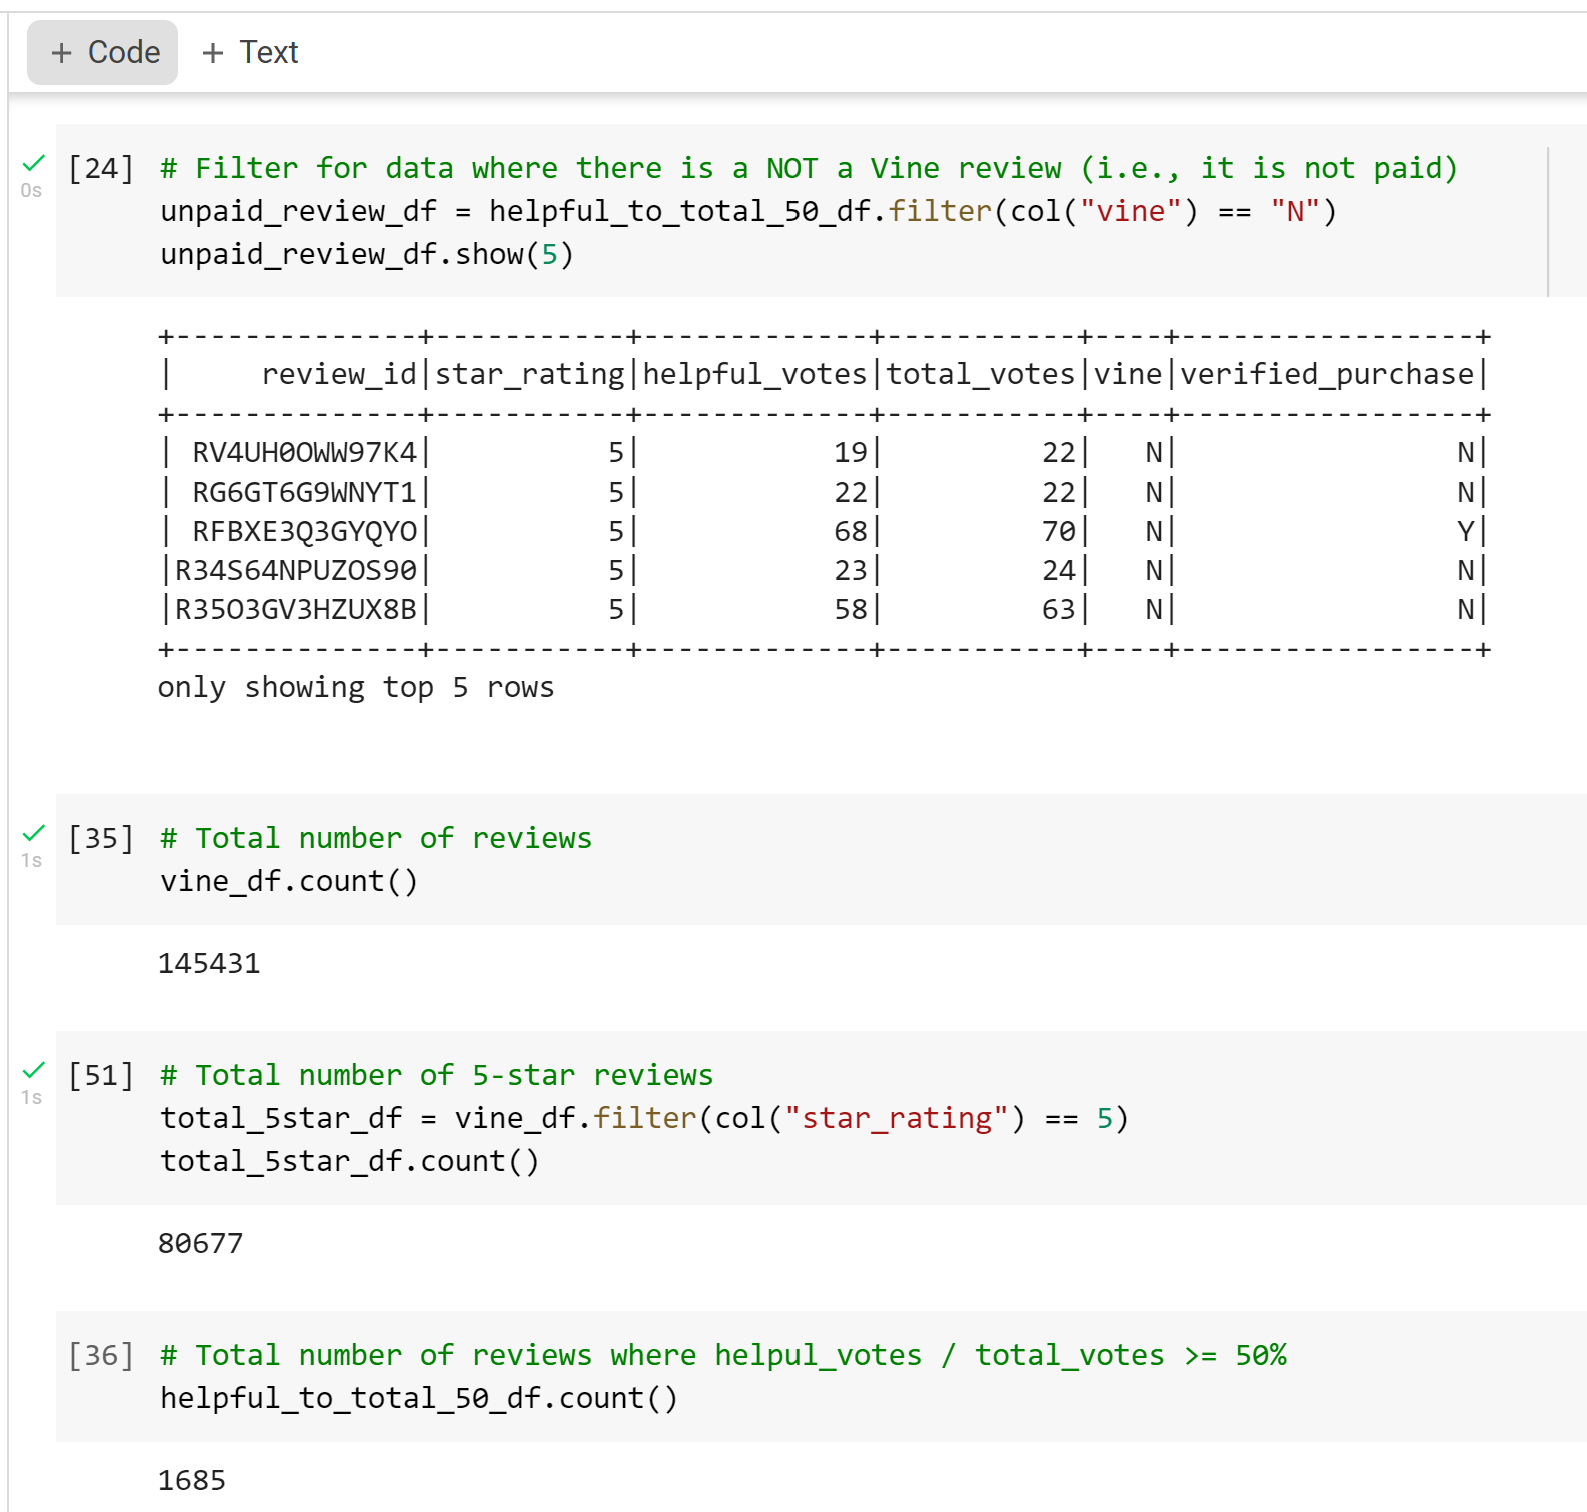 + Code + Text
[24] # Filter for data where there is a NOT a Vine review (i.e., it is not paid)
0s
unpaid_review_df = helpful_to_total_50_df.filter(col("vine") == "N")
unpaid_review_df.show(5)
+--------------+-----------+-------------+-----------+----+-----------------+
|     review_id|star_rating|helpful_votes|total_votes|vine|verified_purchase|
+--------------+-----------+-------------+-----------+----+-----------------+
| RV4UH0OWW97K4|          5|           19|         22|   N|                N|
| RG6GT6G9WNYT1|          5|           22|         22|   N|                N|
| RFBXE3Q3GYQYO|          5|           68|         70|   N|                Y|
|R34S64NPUZOS90|          5|           23|         24|   N|                N|
|R35O3GV3HZUX8B|          5|           58|         63|   N|                N|
+--------------+-----------+-------------+-----------+----+-----------------+
only showing top 5 rows
[35] # Total number of reviews
1s
vine_df.count()
145431
[51] # Total number of 5-star reviews
1s
total_5star_df = vine_df.filter(col("star_rating") == 5)
total_5star_df.count()
80677
[36] # Total number of reviews where helpul_votes / total_votes >= 50%
helpful_to_total_50_df.count()
1685